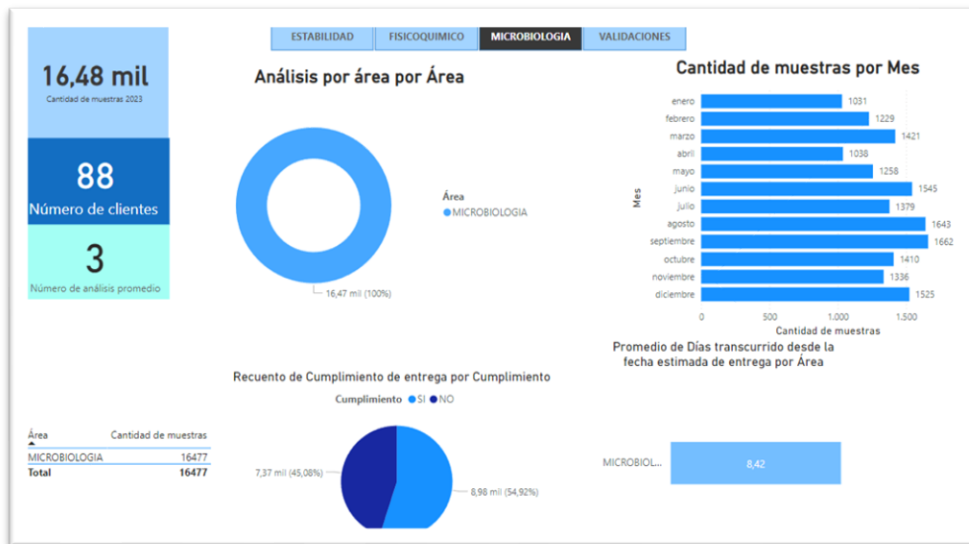 ESTABILIDAD FISICOQUIMICO MICROBIOLOGIA VALIDACIONES
16,48 mil
Cantidad de muestras 2023
88
Número de clientes
3
Número de análisis promedio
Análisis por área por Área
Área
MICROBIOLOGIA
16,47 mil (100%)
Cantidad de muestras por Mes
Mes
enero 1031
febrero 1229
marzo 1421
abril 1038
mayo 1258
junio 1545
julio 1379
agosto 1643
septiembre 1662
octubre 1410
noviembre 1336
diciembre 1525
0 500 1.000 1.500
Cantidad de muestras
Área Cantidad de muestras
MICROBIOLOGIA 16477
Total 16477
Recuento de Cumplimiento de entrega por Cumplimiento
Cumplimiento SI NO
7,37 mil (45,08%)
8,98 mil (54,92%)
Promedio de Días transcurrido desde la
fecha estimada de entrega por Área
MICROBIOL... 8,42